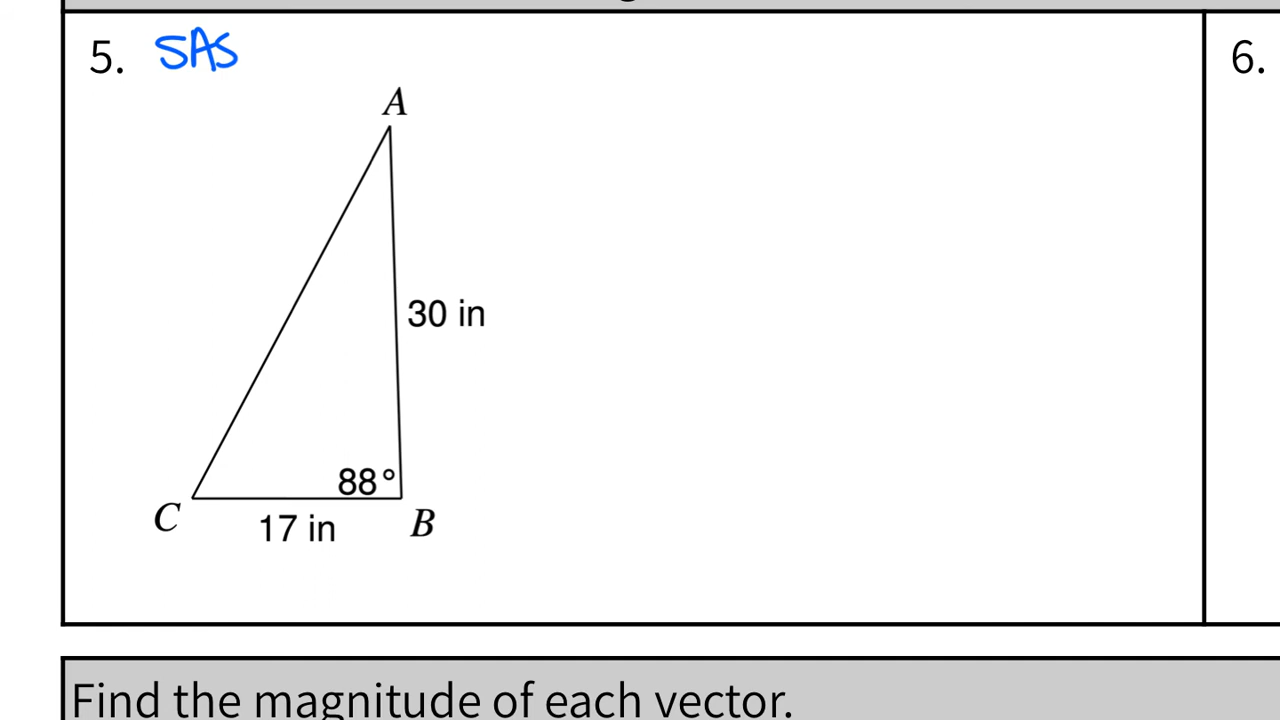 5. SAS
6.
A
30 in
88°
C
17 in
B
Find the magnitude of each vector.